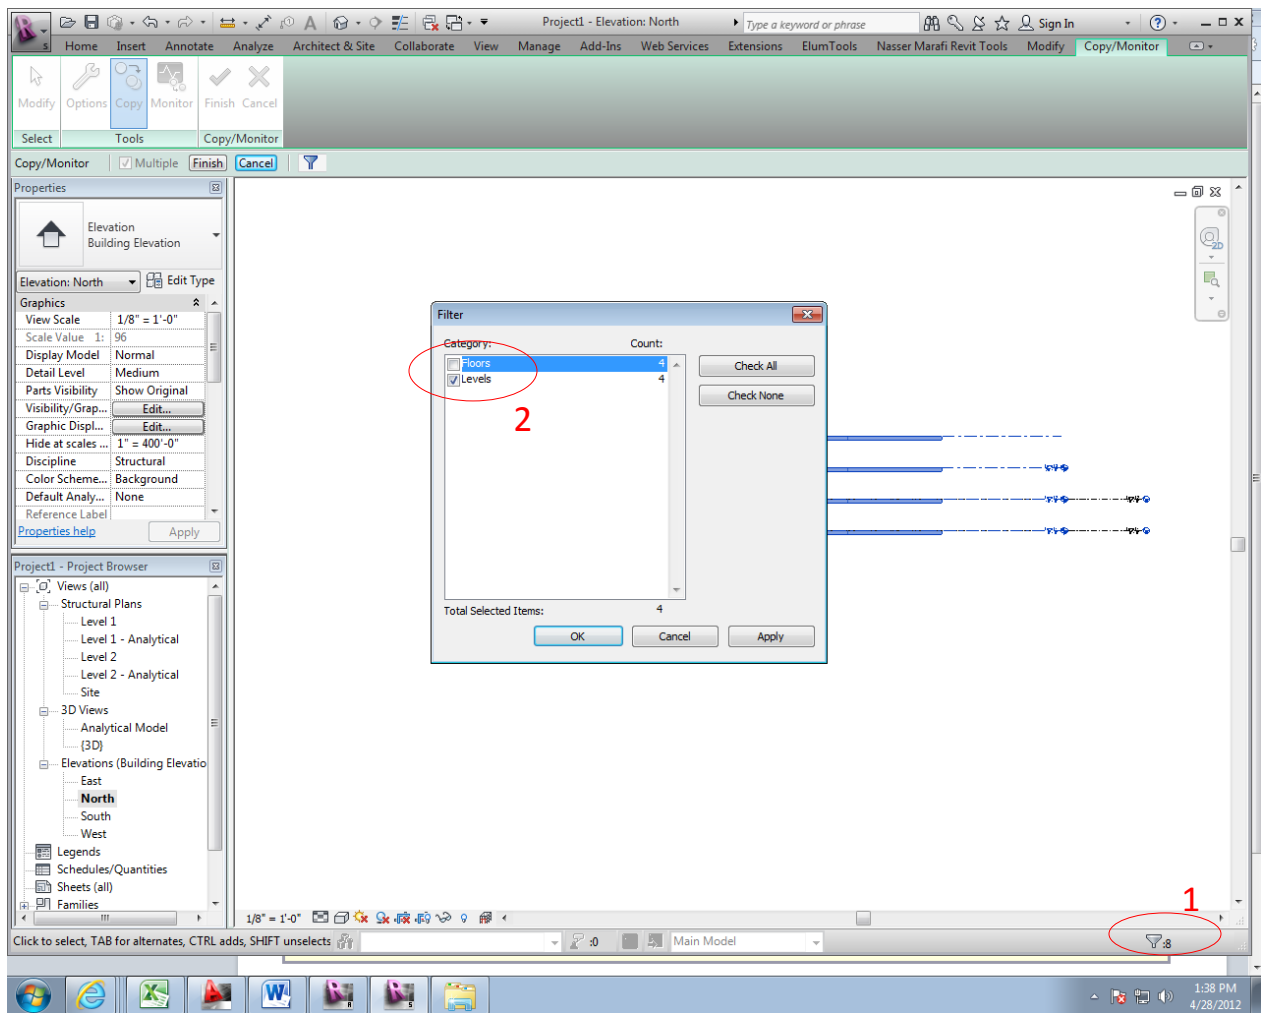 Project1 - Elevation: North
Type a keyword or phrase
Sign In
Home Insert Annotate Analyze Architect & Site Collaborate View Manage Add-Ins Web Services Extensions ElumTools Nasser Marafi Revit Tools Modify Copy/Monitor
Modify Options Copy Monitor Finish Cancel
Select Tools Copy/Monitor
Copy/Monitor Multiple Finish Cancel
Properties
Elevation
Building Elevation
Elevation: North Edit Type
Graphics
View Scale 1/8" = 1'-0"
Scale Value 1: 96
Display Model Normal
Detail Level Medium
Parts Visibility Show Original
Visibility/Grap... Edit...
Graphic Displ... Edit...
Hide at scales ... 1" = 400'-0"
Discipline Structural
Color Scheme... Background
Default Analy... None
Reference Label
Properties help Apply
Filter
Category: Count:
Floors 4
Levels 4
Check All
Check None
2
Total Selected Items: 4
OK Cancel Apply
2D
Project1 - Project Browser
Views (all)
Structural Plans
Level 1
Level 1 - Analytical
Level 2
Level 2 - Analytical
Site
3D Views
Analytical Model
{3D}
Elevations (Building Elevatio
East
North
South
West
Legends
Schedules/Quantities
Sheets (all)
Families
1
1/8" = 1'-0"
Click to select, TAB for alternates, CTRL adds, SHIFT unselects :0 Main Model :8
1:38 PM
4/28/2012